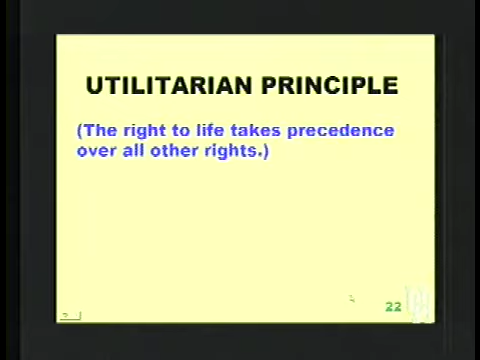 UTILITARIAN PRINCIPLE
(The right to life takes precedence
over all other rights.)
22